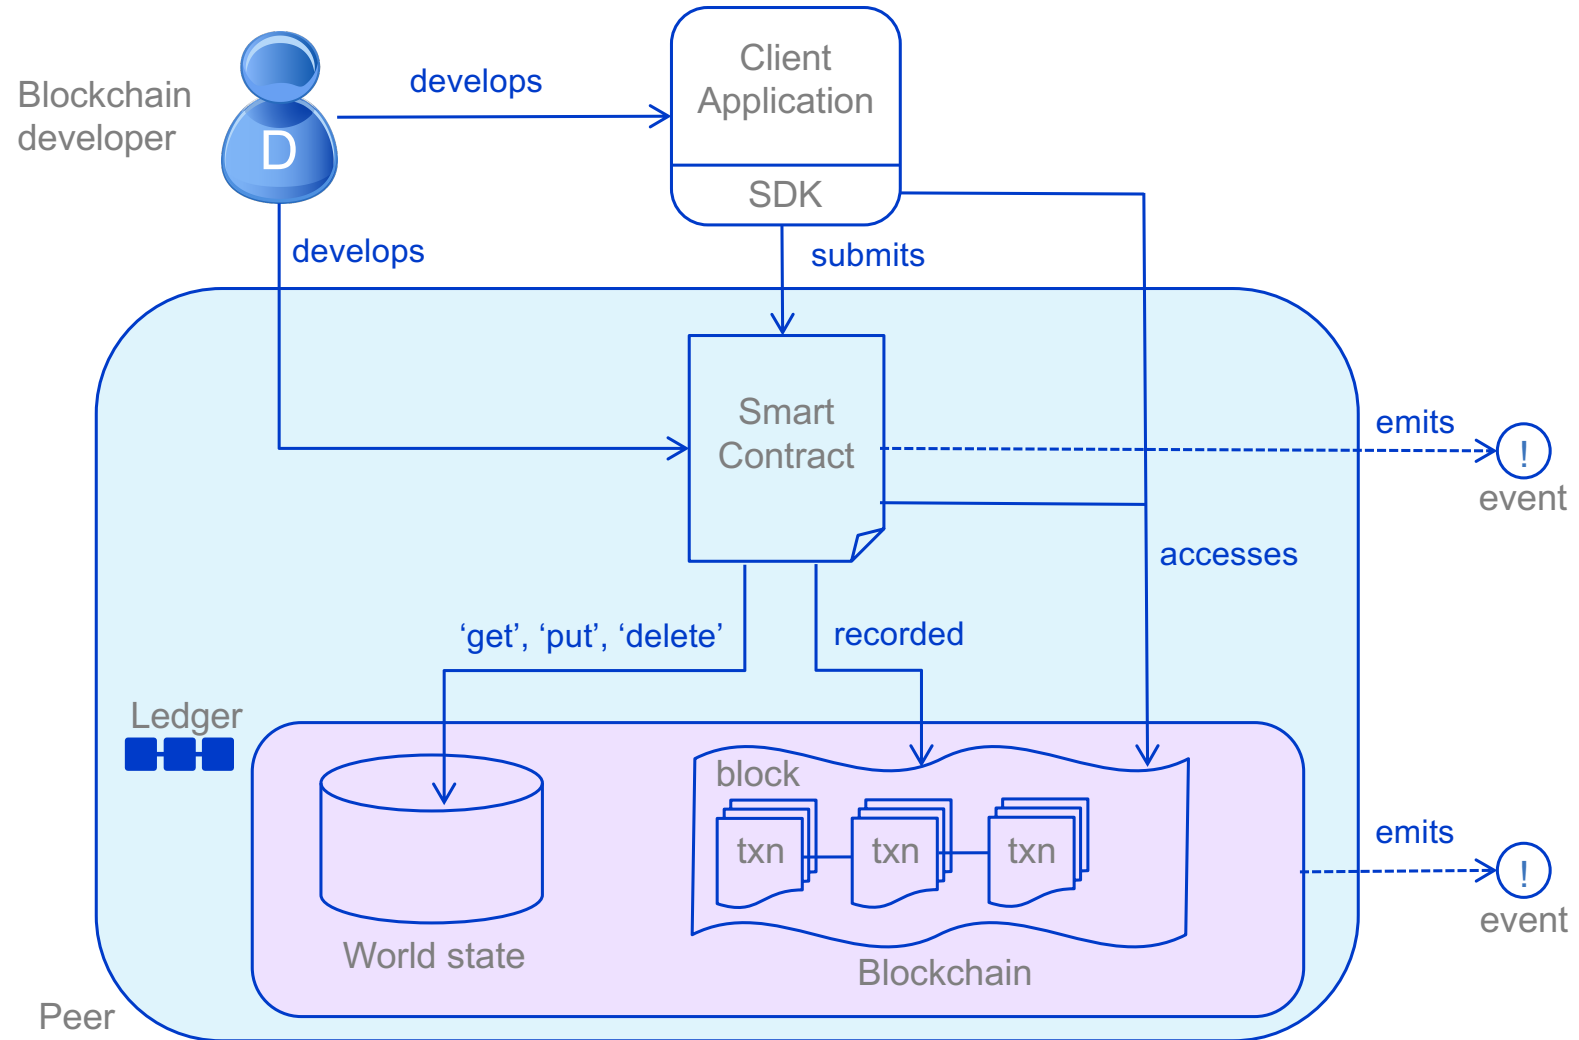 Blockchain
developer
D
develops
Client
Application
SDK
develops
submits
Smart
Contract
emits
!
event
accesses
‘get’, ‘put’, ‘delete’
recorded
Ledger
block
txn
txn
txn
emits
!
event
World state
Blockchain
Peer